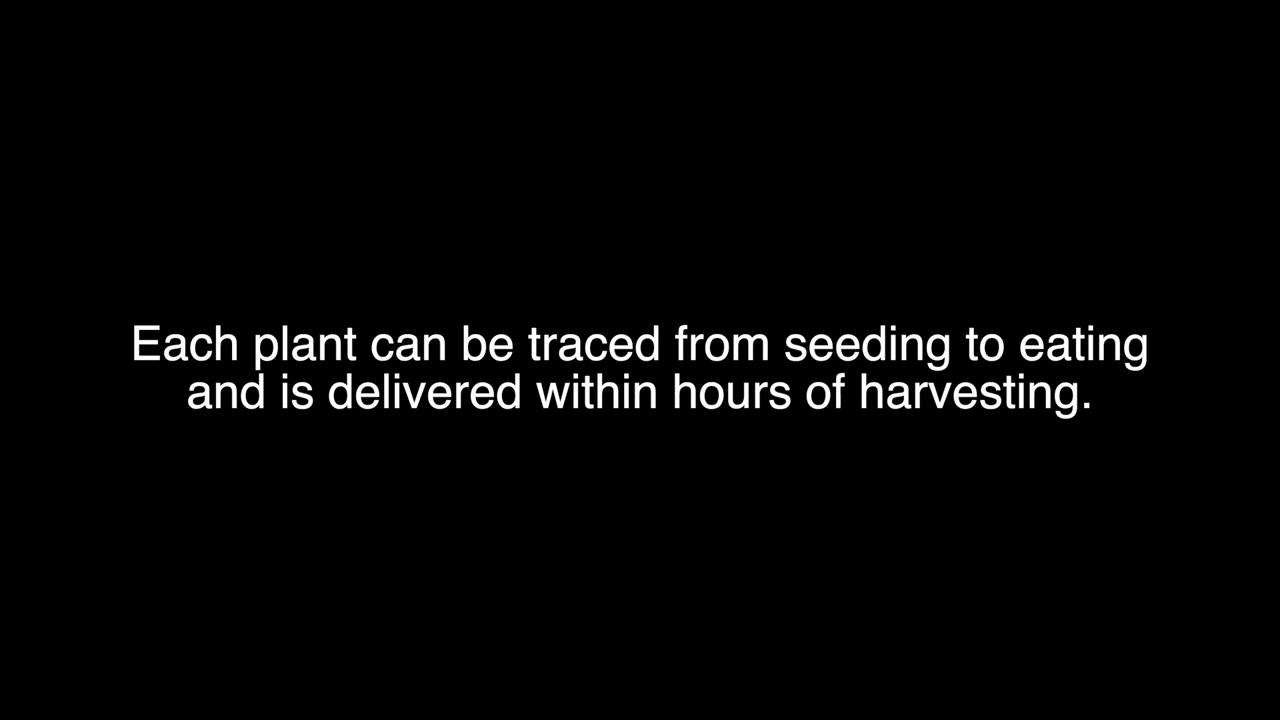 Each plant can be traced from seeding to eating
and is delivered within hours of harvesting.